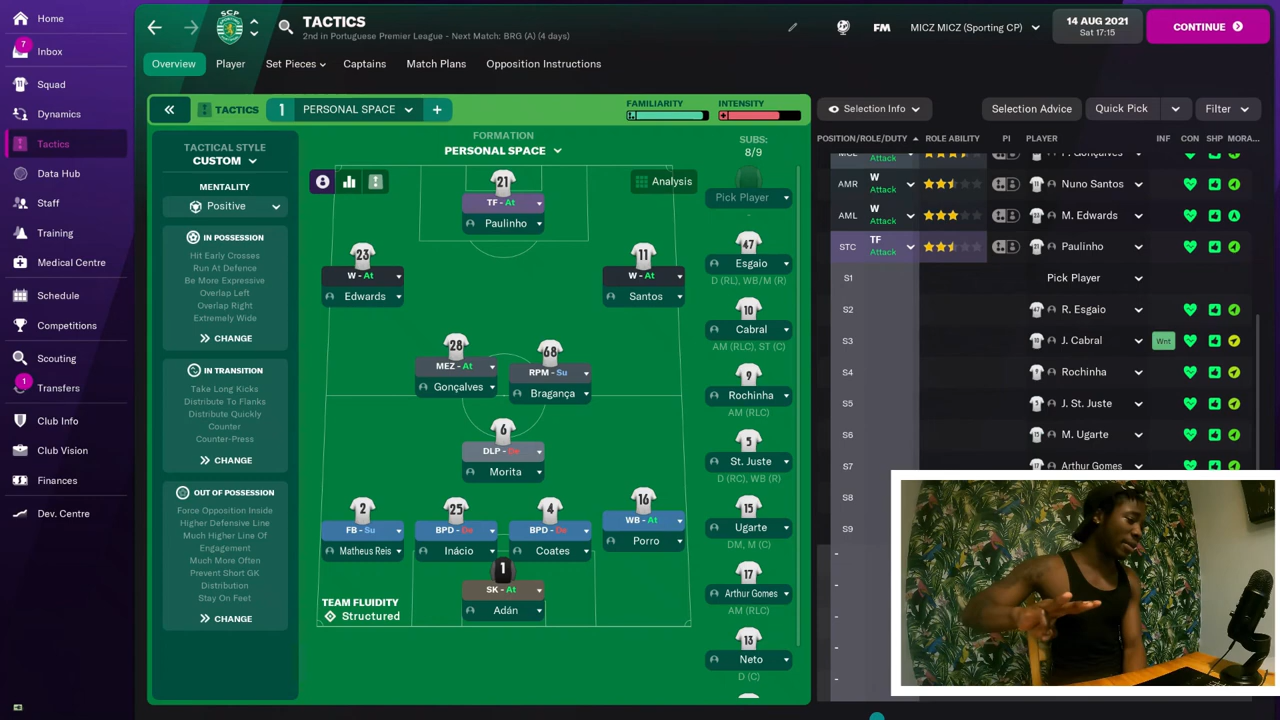 SCP
TACTICS
2nd in Portuguese Premier League - Next Match: BRG (A) (4 days)
FM
MICZ MICZ (Sporting CP)
14 AUG 2021
Sat 17:15
CONTINUE
Home
7
Inbox
Squad
Dynamics
Tactics
Data Hub
Staff
Training
Medical Centre
Schedule
Competitions
Scouting
1
Transfers
Club Info
Club Vision
Finances
Dev. Centre
Overview
Player
Set Pieces
Captains
Match Plans
Opposition Instructions
TACTICS
1
PERSONAL SPACE
FAMILIARITY
INTENSITY
TACTICAL STYLE
CUSTOM
MENTALITY
Positive
IN POSSESSION
Hit Early Crosses
Run At Defence
Be More Expressive
Overlap Left
Overlap Right
Extremely Wide
CHANGE
IN TRANSITION
Take Long Kicks
Distribute To Flanks
Distribute Quickly
Counter
Counter-Press
CHANGE
OUT OF POSSESSION
Force Opposition Inside
Higher Defensive Line
Much Higher Line Of
Engagement
Much More Often
Prevent Short GK
Distribution
Stay On Feet
CHANGE
FORMATION
PERSONAL SPACE
Analysis
21
TF - At
Paulinho
23
W - At
Edwards
11
W - At
Santos
28
MEZ - At
Gonçalves
68
RPM - Su
Bragança
6
DLP - De
Morita
2
FB - Su
Matheus Reis
25
BPD - De
Inácio
4
BPD - De
Coates
16
WB - At
Porro
1
SK - At
Adán
TEAM FLUIDITY
Structured
SUBS:
8/9
Pick Player
-
47
Esgaio
D (RL), WB/M (R)
10
Cabral
AM (RLC), ST (C)
9
Rochinha
AM (RLC)
5
St. Juste
D (RC), WB (R)
15
Ugarte
DM, M (C)
17
Arthur Gomes
AM (RLC)
13
Neto
D (C)
Selection Info
Selection Advice
Quick Pick
Filter
POSITION/ROLE/DUTY
ROLE ABILITY
PI
PLAYER
INF
CON
SHP
MORA...
Attack
AMR
W
Attack
Nuno Santos
AML
W
Attack
M. Edwards
STC
TF
Attack
Paulinho
S1
Pick Player
S2
R. Esgaio
S3
J. Cabral
Wnt
S4
Rochinha
S5
J. St. Juste
S6
M. Ugarte
S7
Arthur Gomes
S8
S9
-
-
-
-
-